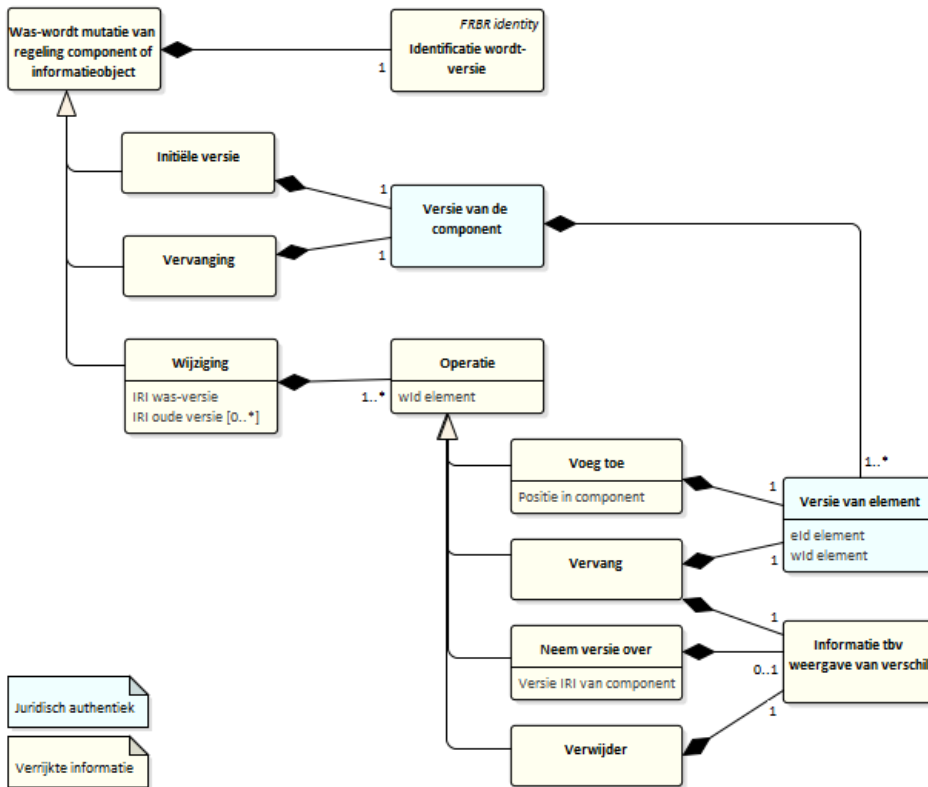 Was-wordt mutatie van
regeling component of
informatieobject
FRBR identity
Identificatie wordt-
versie
1
Initiële versie
1
Versie van de
component
Vervanging
1
Wijziging
IRI was-versie
IRI oude versie [0..*]
1..*
Operatie
wId element
1..*
Voeg toe
Positie in component
1
Versie van element
eId element
wId element
Vervang
1
1
Neem versie over
Versie IRI van component
0..1
Informatie tbv
weergave van verschil
1
Verwijder
Juridisch authentiek
Verrijkte informatie